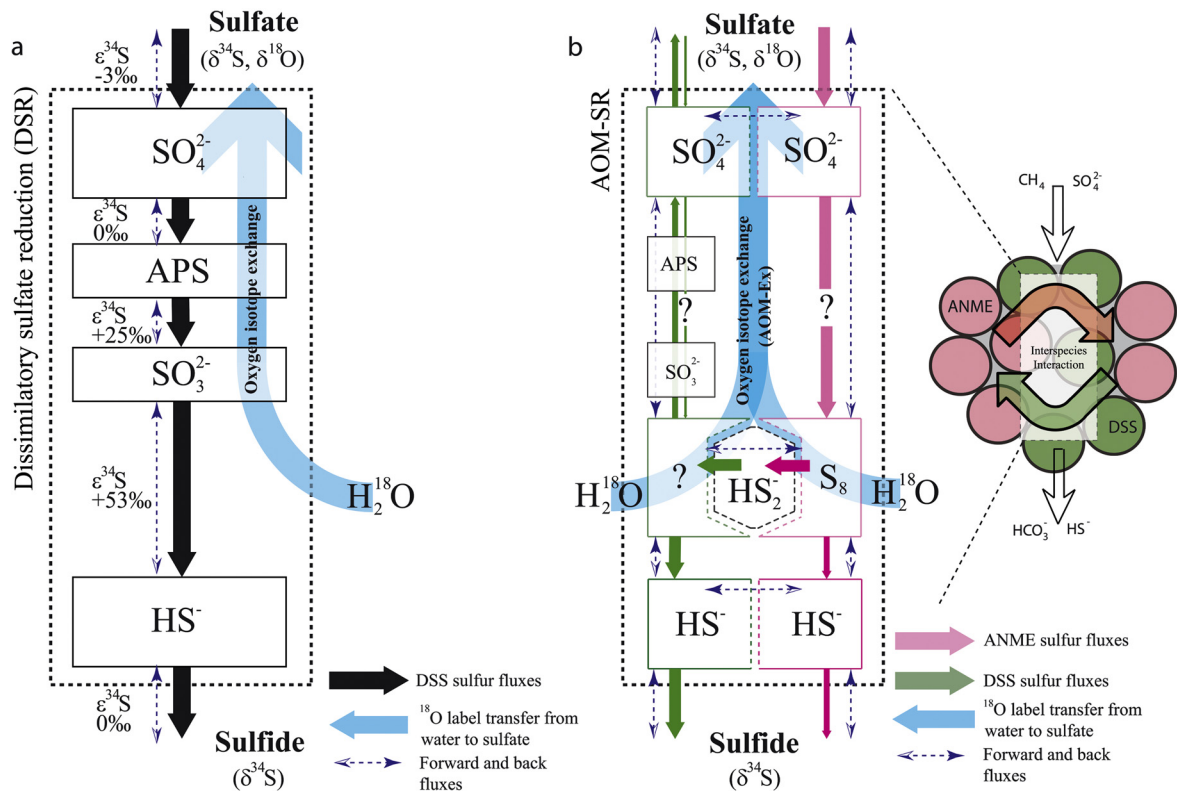 a
Sulfate
(δ³⁴S, δ¹⁸O)
ε³⁴S
-3‰
Dissimilatory sulfate reduction (DSR)
SO₄²⁻
ε³⁴S
0‰
APS
ε³⁴S
+25‰
SO₃²⁻
Oxygen isotope exchange
ε³⁴S
+53‰
H₂¹⁸O
HS⁻
ε³⁴S
0‰
Sulfide
(δ³⁴S)
DSS sulfur fluxes
¹⁸O label transfer from
water to sulfate
Forward and back
fluxes
b
Sulfate
(δ³⁴S, δ¹⁸O)
AOM-SR
SO₄²⁻
SO₄²⁻
APS
?
SO₃²⁻
Oxygen isotope exchange
(AOM-Ex)
?
H₂¹⁸O
?
HS₂⁻
S₈
H₂¹⁸O
HS⁻
HS⁻
Sulfide
(δ³⁴S)
CH₄
SO₄²⁻
ANME
Interspecies
Interaction
DSS
HCO₃⁻
HS⁻
ANME sulfur fluxes
DSS sulfur fluxes
¹⁸O label transfer from
water to sulfate
Forward and back
fluxes